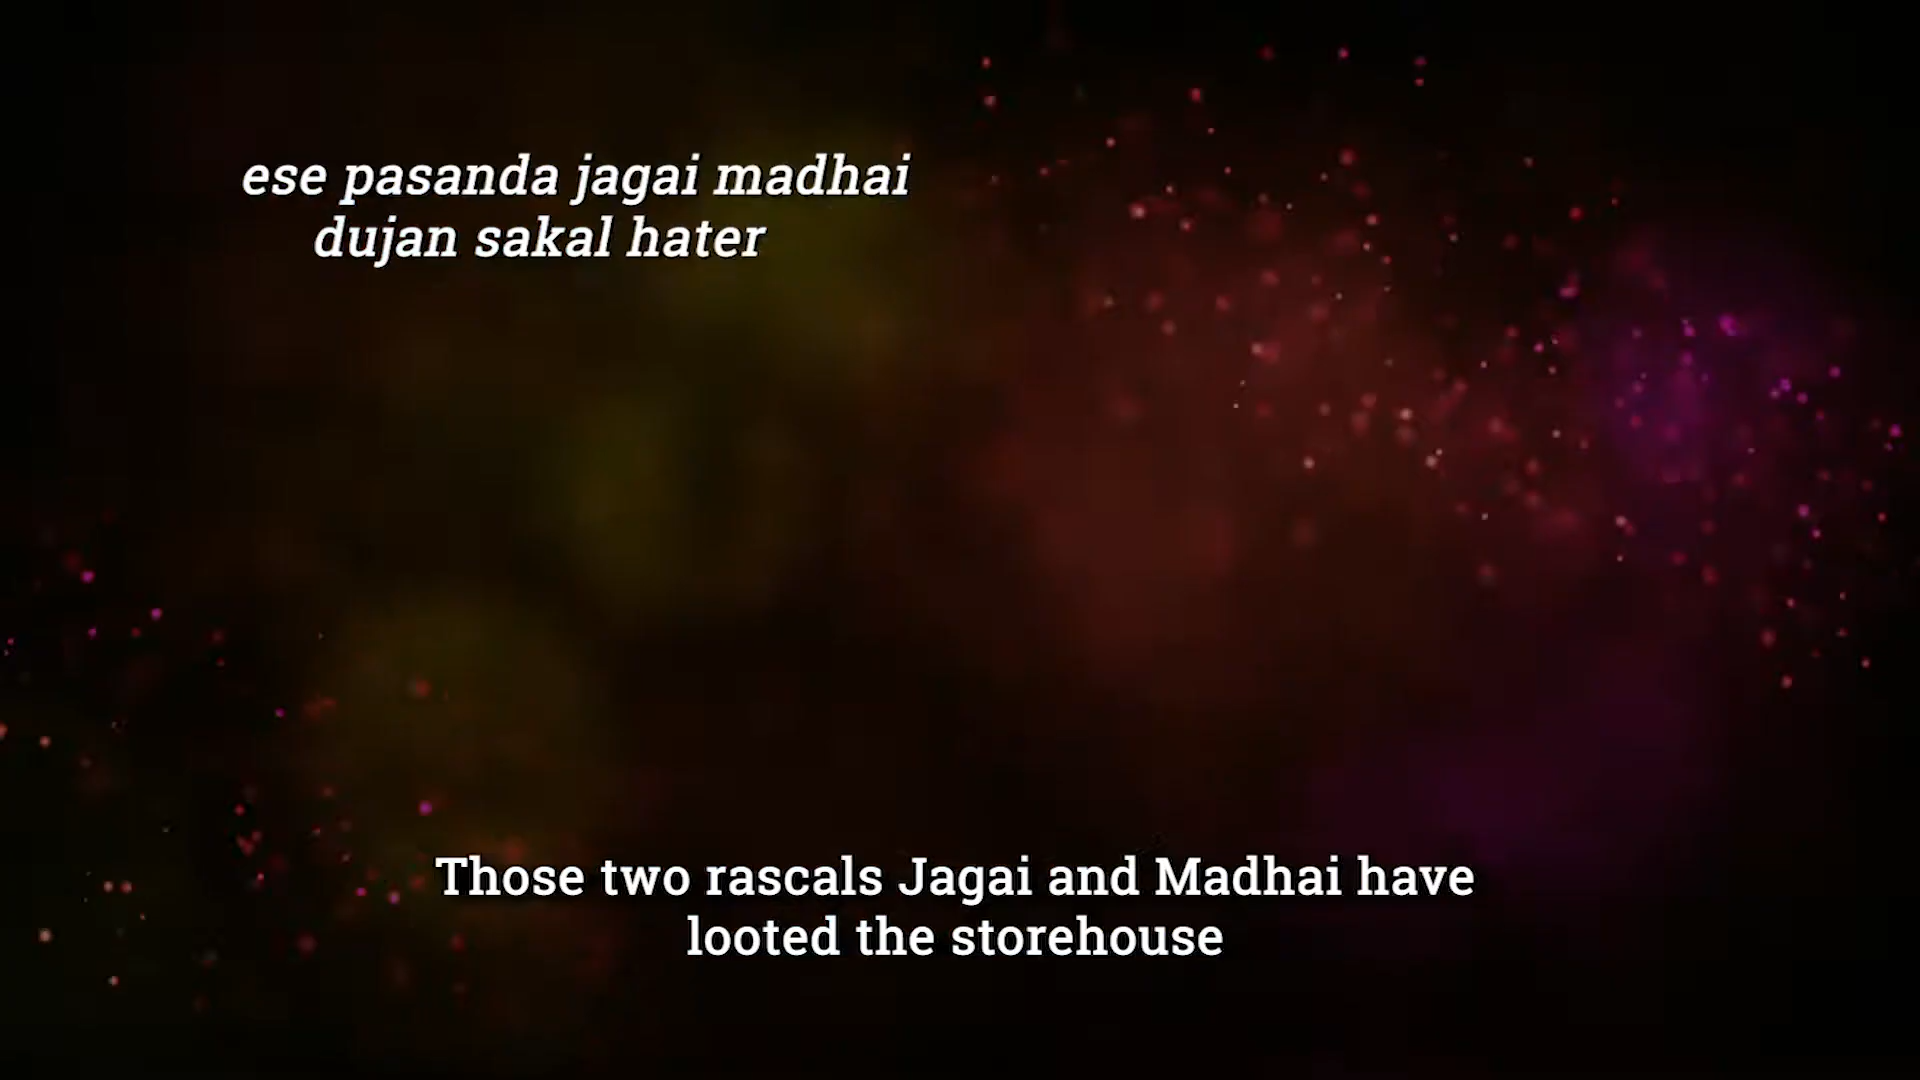 ese pasanda jagai madhai
dujan sakal hater
Those two rascals Jagai and Madhai have
looted the storehouse